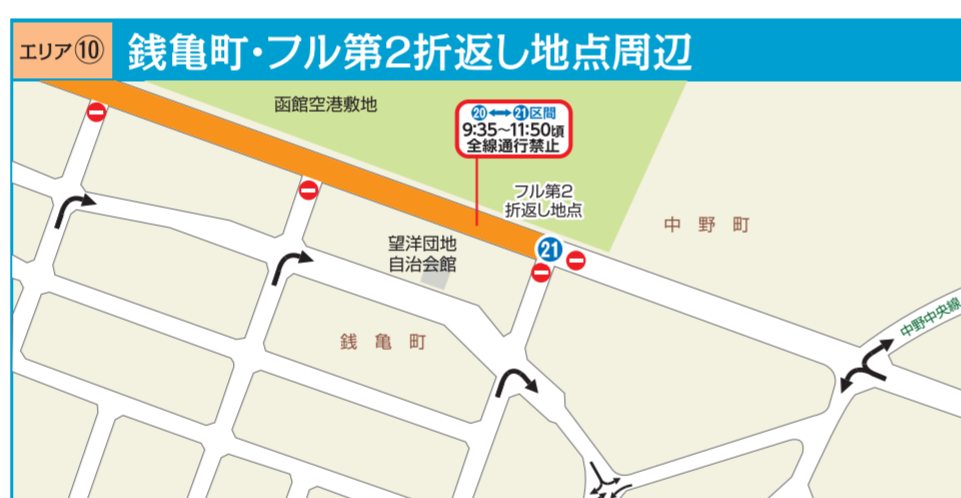 エリア⑩
銭亀町・フル第2折返し地点周辺
函館空港敷地
⑳↔㉑区間
9:35~11:50頃
全線通行禁止
フル第2
折返し地点
中野町
望洋団地
自治会館
21
銭亀町
中野中央線